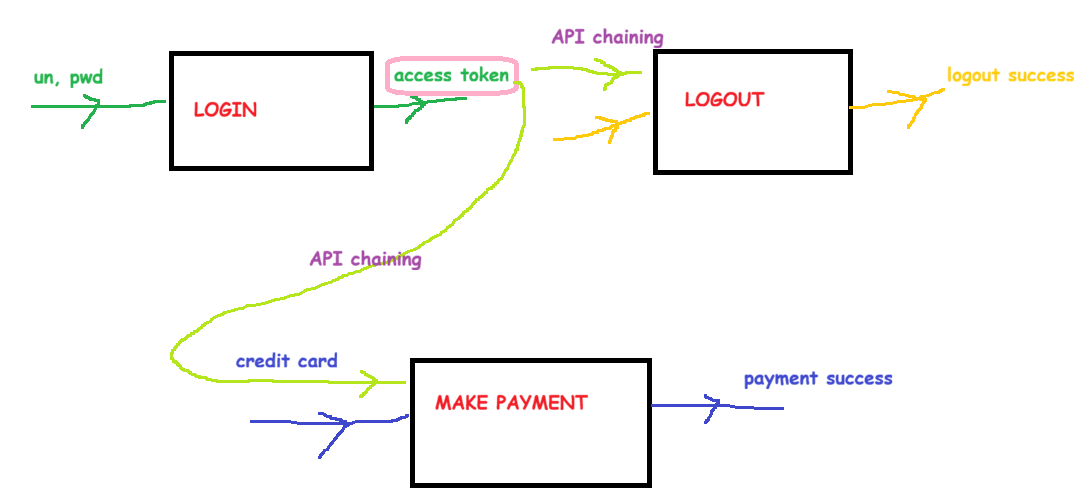 API chaining
un, pwd
access token
logout success
LOGIN
LOGOUT
API chaining
credit card
payment success
MAKE PAYMENT